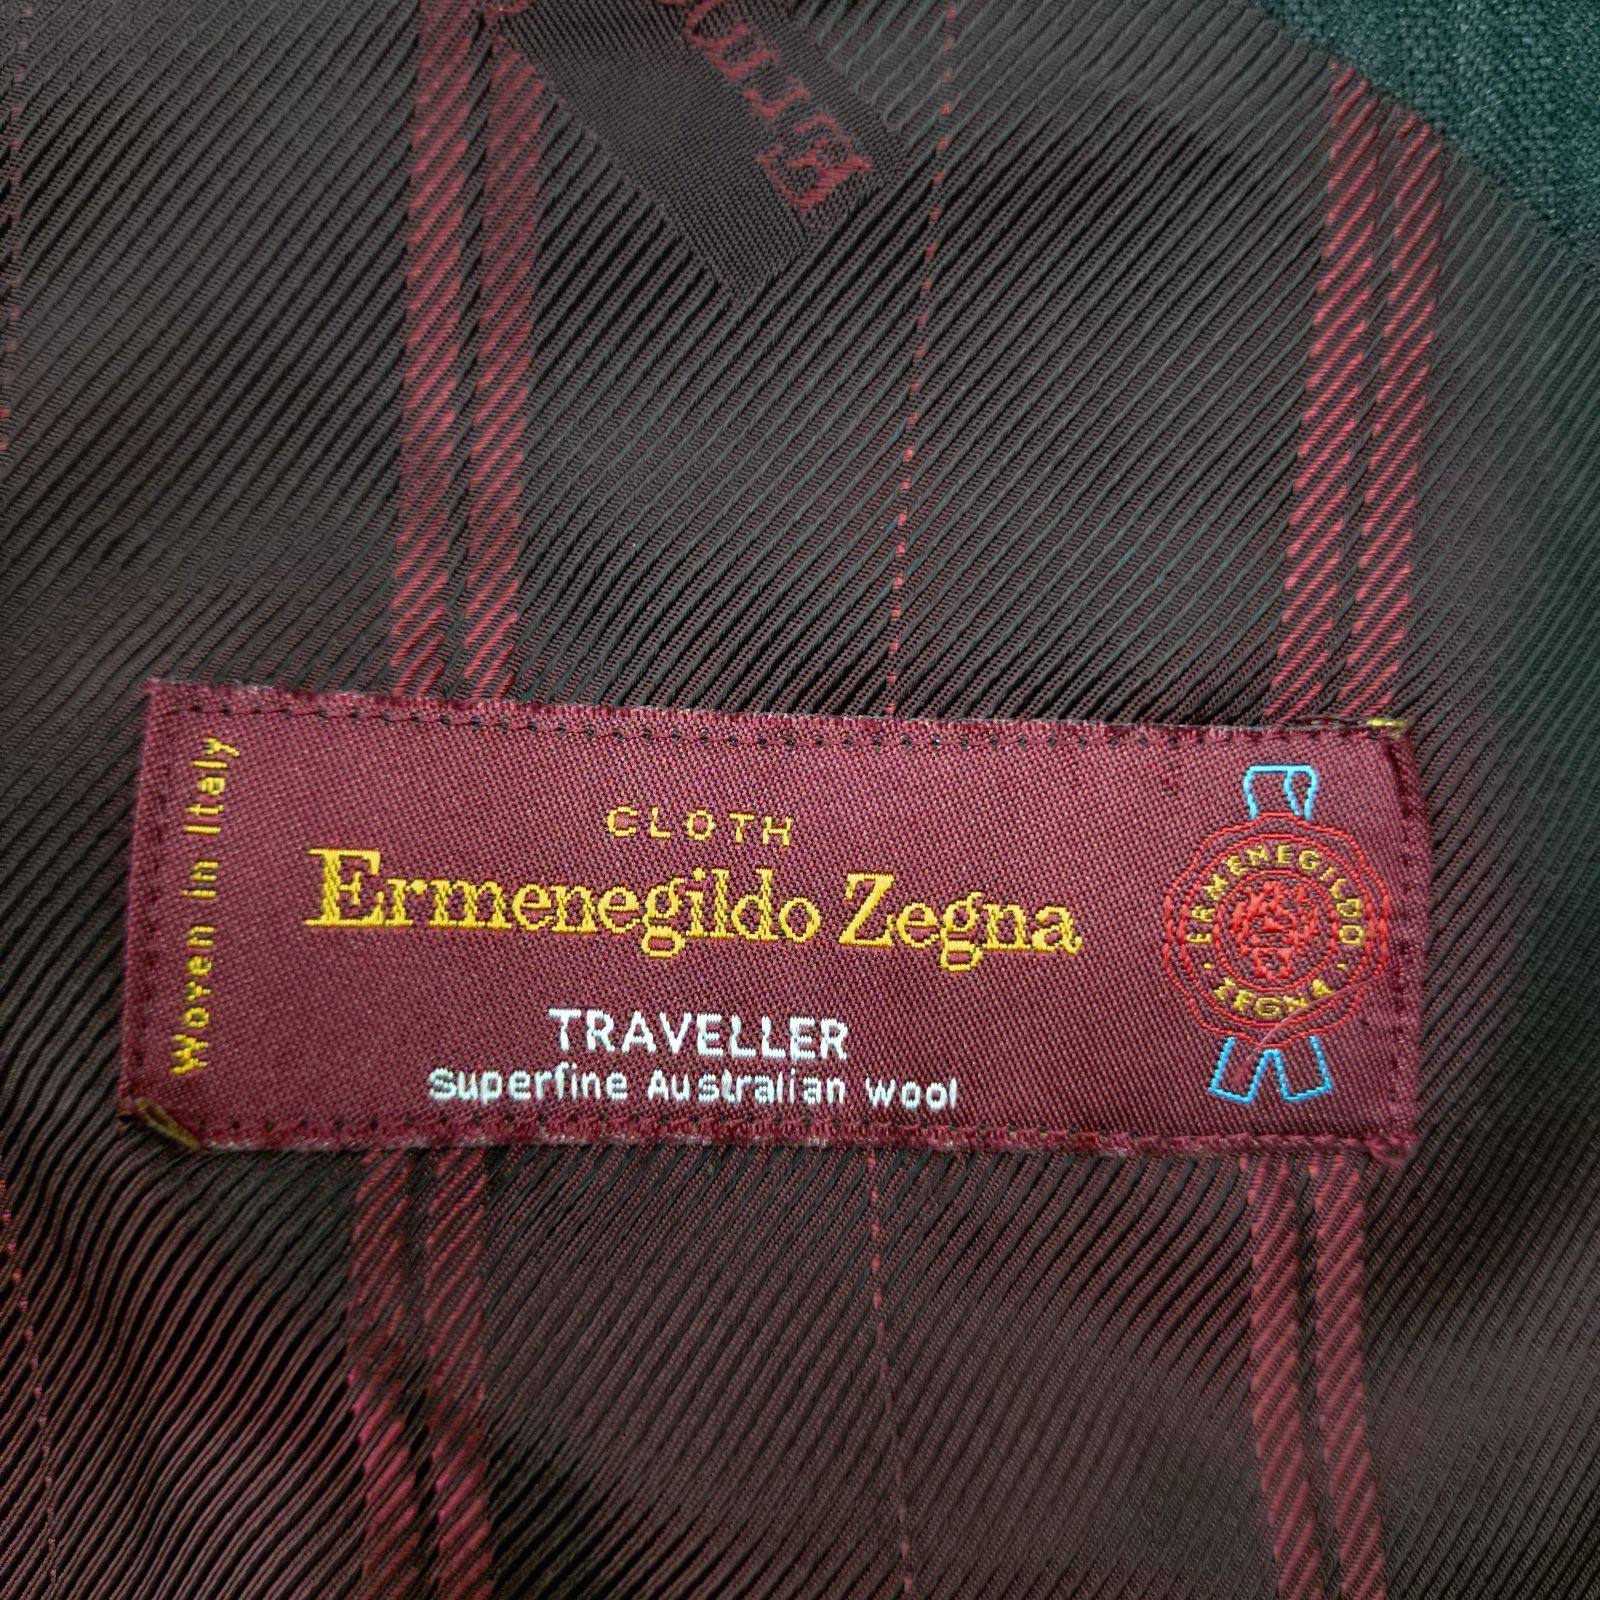 Woven in Italy
CLOTH
Ermenegildo Zegna
TRAVELLER
Superfine Australian Wool
ERMENEGILDO
ZEGNA